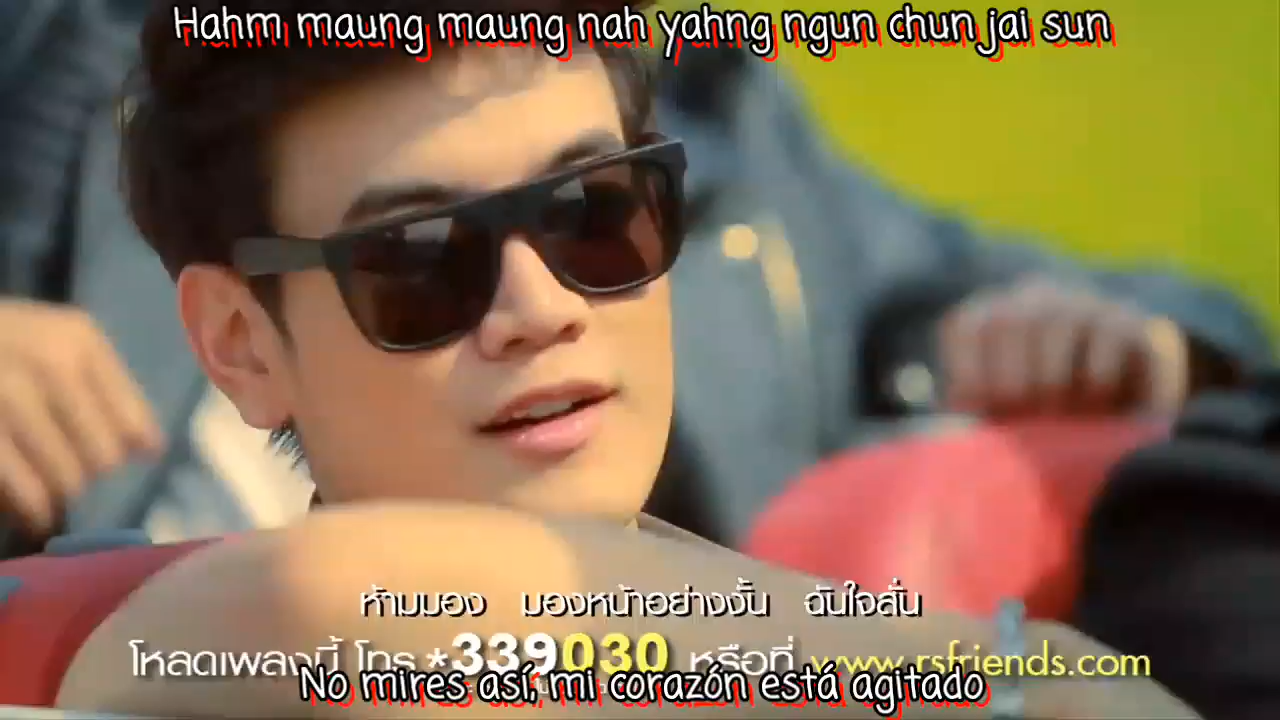 Hahm maung maung nah yahng ngun chun jai sun
ห้ามมอง มองหน้าอย่างงั้น ฉันใจสั่น
โหลดเพลงนี้ โทร *339030 หรือที่ www.rsfriends.com
No mires así, mi corazón está agitado